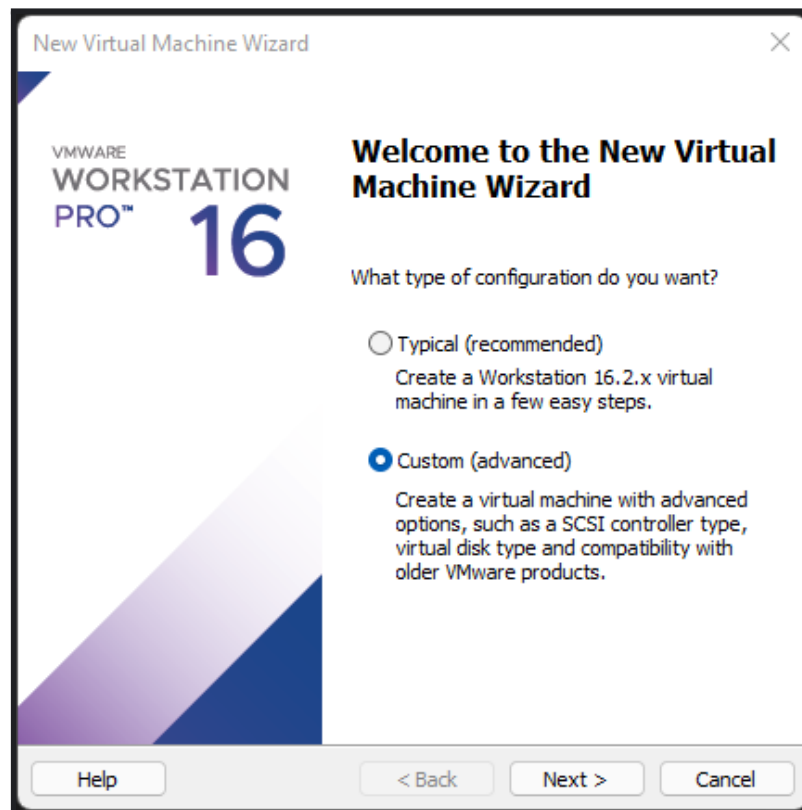 New Virtual Machine Wizard
VMWARE
WORKSTATION
PRO™ 16
Welcome to the New Virtual
Machine Wizard
What type of configuration do you want?
Typical (recommended)
Create a Workstation 16.2.x virtual
machine in a few easy steps.
Custom (advanced)
Create a virtual machine with advanced
options, such as a SCSI controller type,
virtual disk type and compatibility with
older VMware products.
Help < Back Next > Cancel